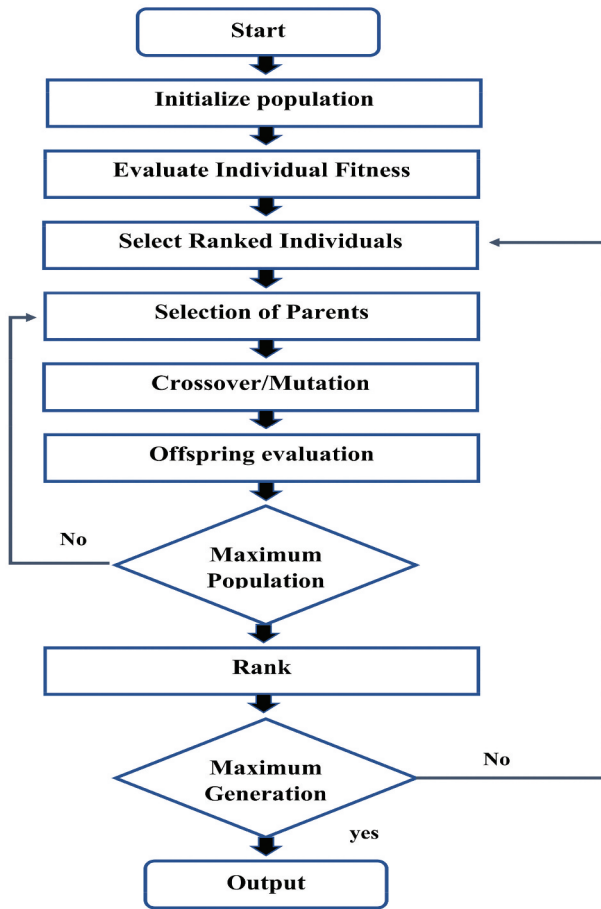 Start
Initialize population
Evaluate Individual Fitness
Select Ranked Individuals
Selection of Parents
Crossover/Mutation
Offspring evaluation
No
Maximum
Population
Rank
Maximum
Generation
No
yes
Output